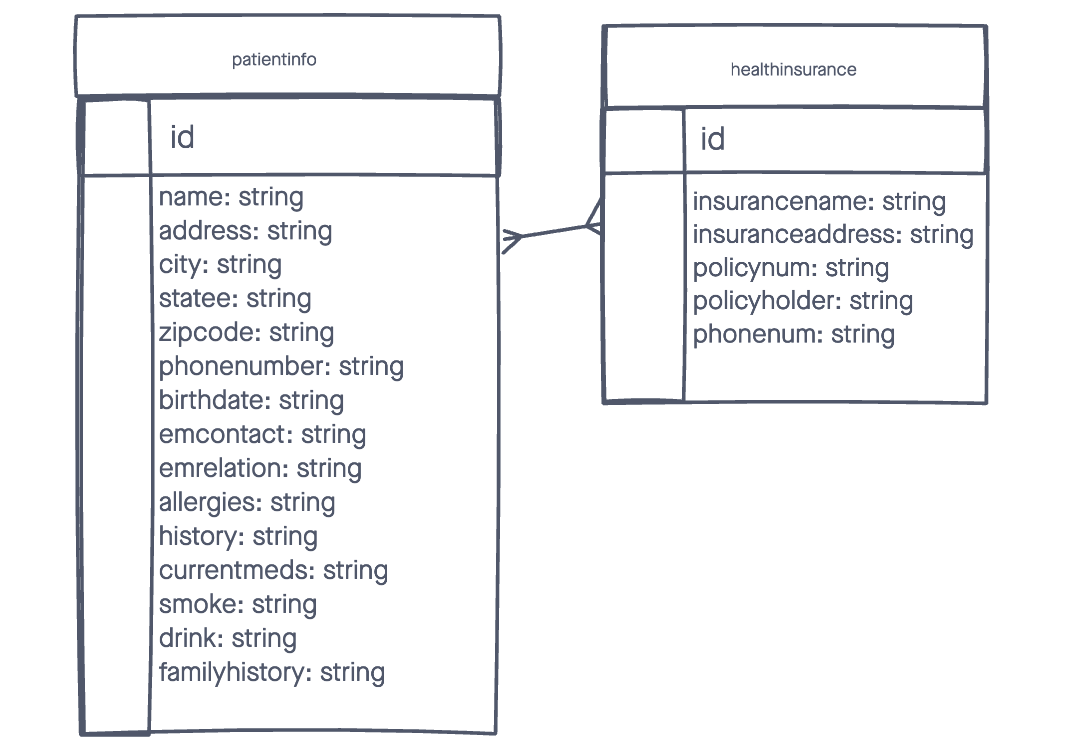 patientinfo
id
name: string
address: string
city: string
statee: string
zipcode: string
phonenumber: string
birthdate: string
emcontact: string
emrelation: string
allergies: string
history: string
currentmeds: string
smoke: string
drink: string
familyhistory: string
healthinsurance
id
insurancename: string
insuranceaddress: string
policynum: string
policyholder: string
phonenum: string